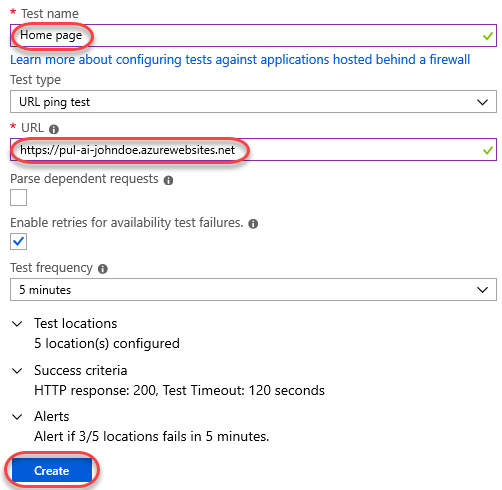 * Test name
Home page
Learn more about configuring tests against applications hosted behind a firewall
Test type
URL ping test
* URL
https://pul-ai-johndoe.azurewebsites.net
Parse dependent requests
Enable retries for availability test failures.
Test frequency
5 minutes
Test locations
5 location(s) configured
Success criteria
HTTP response: 200, Test Timeout: 120 seconds
Alerts
Alert if 3/5 locations fails in 5 minutes.
Create